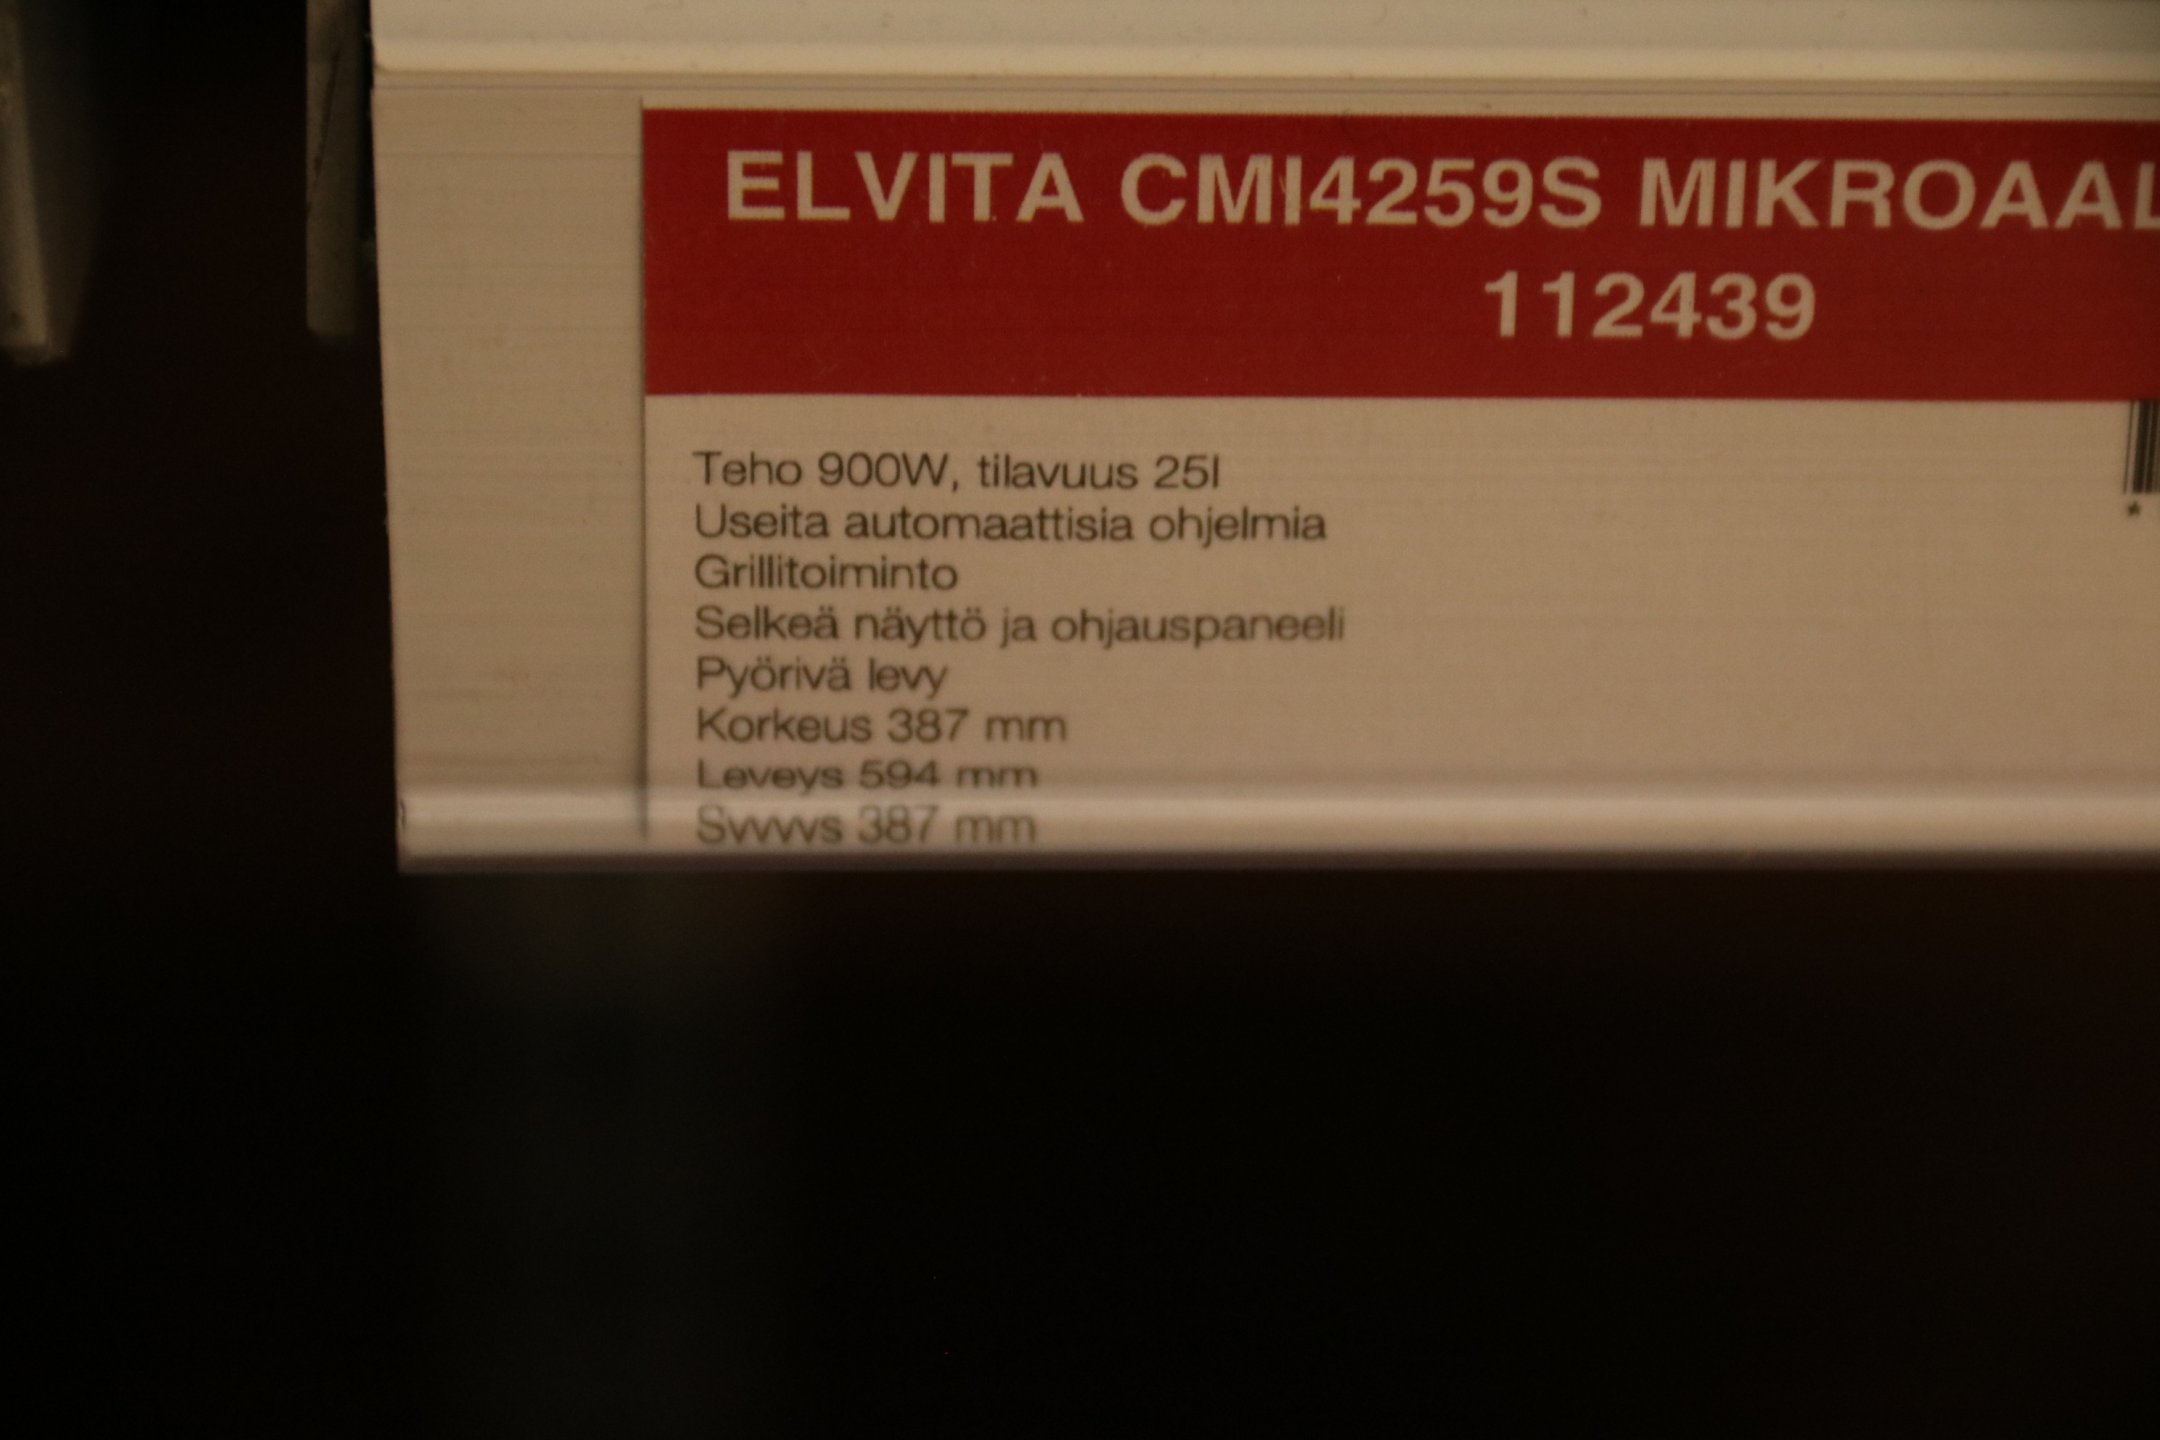 ELVITA CMI4259S MIKROAAL
112439
*
Teho 900W, tilavuus 25l
Useita automaattisia ohjelmia
Grillitoiminto
Selkeä näyttö ja ohjauspaneeli
Pyörivä levy
Korkeus 387 mm
Leveys 594 mm
Syvyys 387 mm